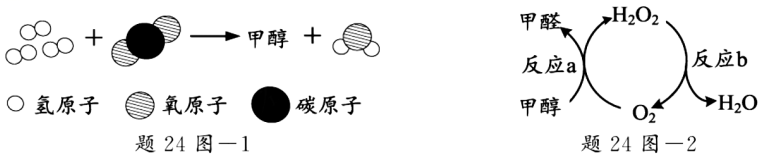 甲醇
氢原子 氧原子 碳原子
题 24 图－1
甲醛 H₂O₂
反应a 反应b
甲醇 O₂ H₂O
题 24 图－2